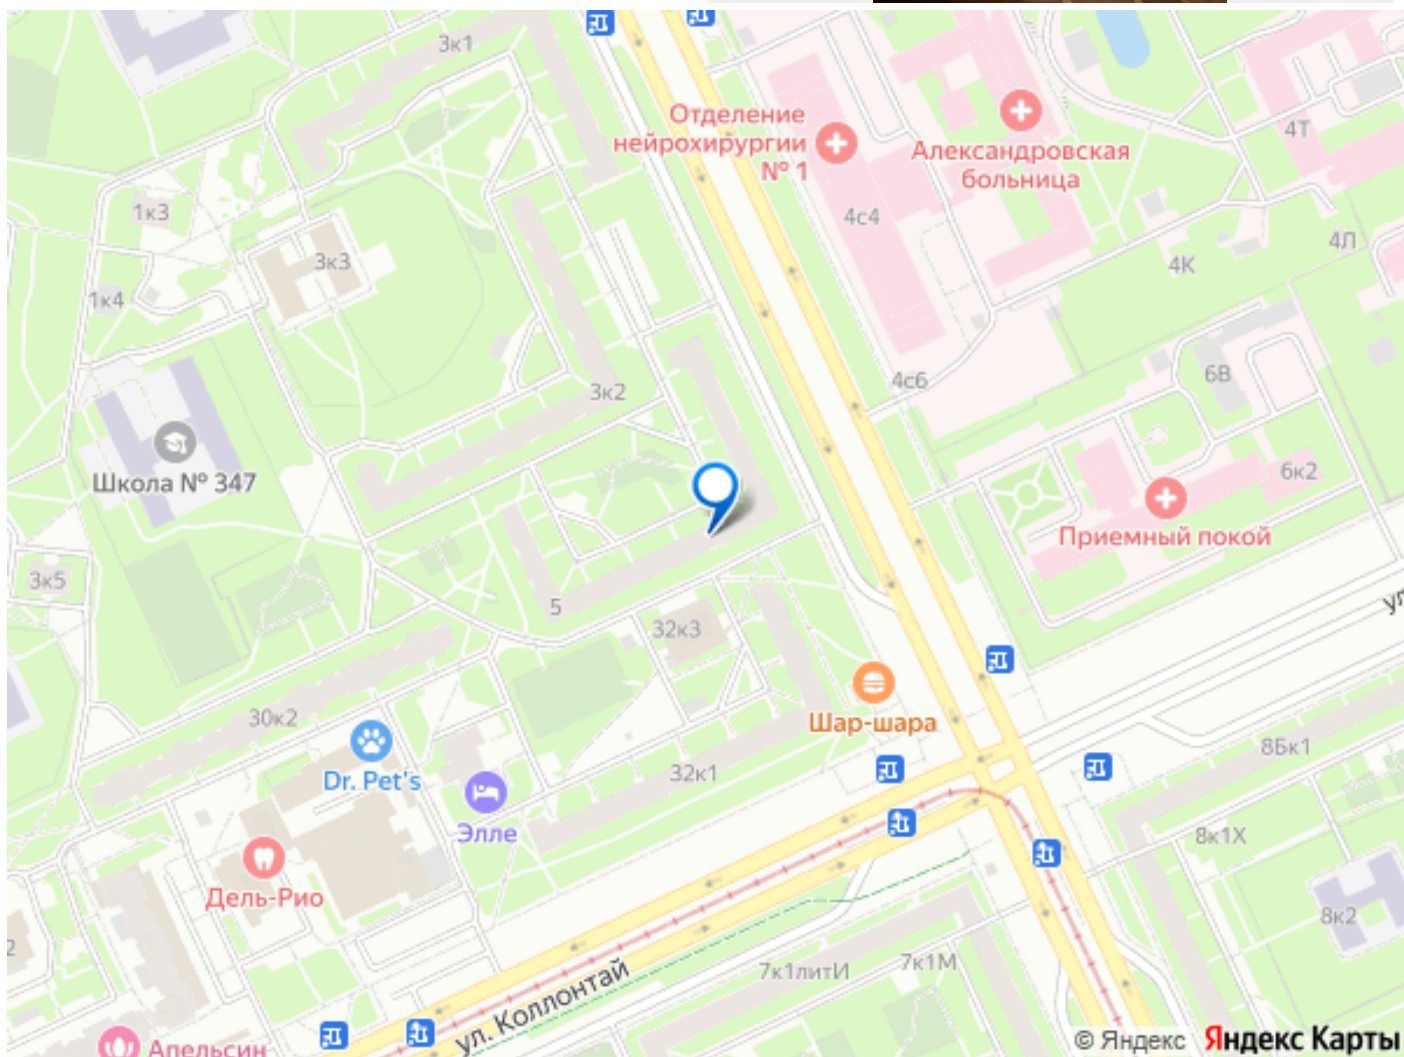 3к1
Отделение
нейрохирургии
№ 1
Александровская
больница
4Т
1к3
4с4
4Л
3к3
4К
1к4
4с6
6В
3к2
Школа № 347
6к2
Приемный покой
3к5
5
32к3
ул
30к2
Шар-шара
8Бк1
Dr. Pet's
32к1
Элле
8к1Х
Дель-Рио
8к2
2
7к1литИ
7к1М
ул. Коллонтай
Апельсин
© Яндекс Яндекс Карты